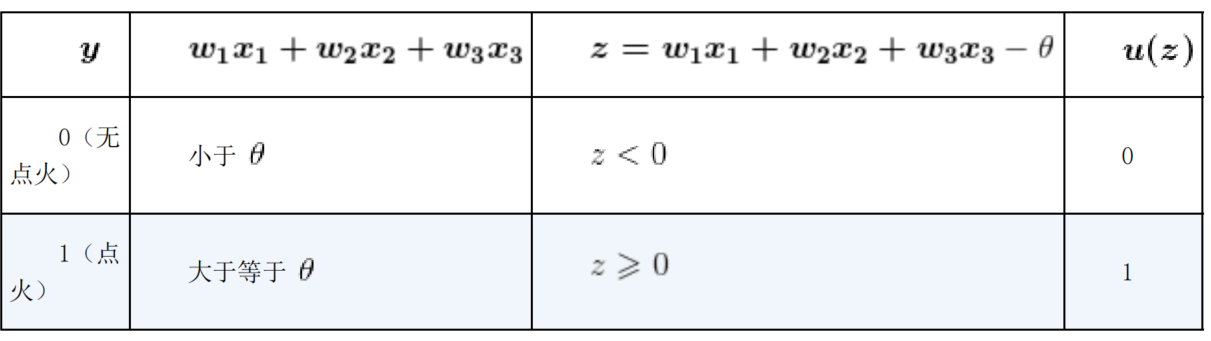 y w₁x₁ + w₂x₂ + w₃x₃ z = w₁x₁ + w₂x₂ + w₃x₃ − θ u(z)
0（无
点火）
小于 θ
z < 0
0
1（点
火）
大于等于 θ
z ⩾ 0
1